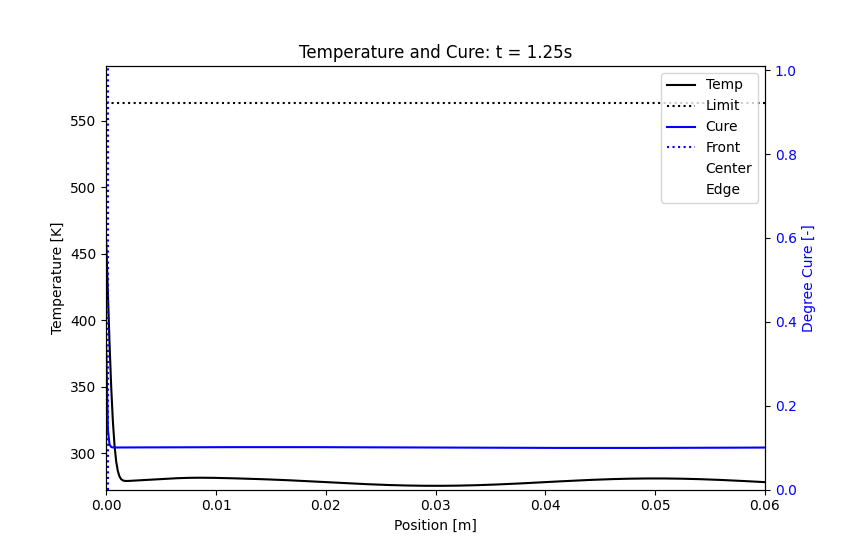 Temperature and Cure: t = 1.25s
Temp
Limit
Cure
Front
Center
Edge
550
500
450
400
350
300
Temperature [K]
1.0
0.8
0.6
0.4
0.2
0.0
Degree Cure [-]
0.00 0.01 0.02 0.03 0.04 0.05 0.06
Position [m]